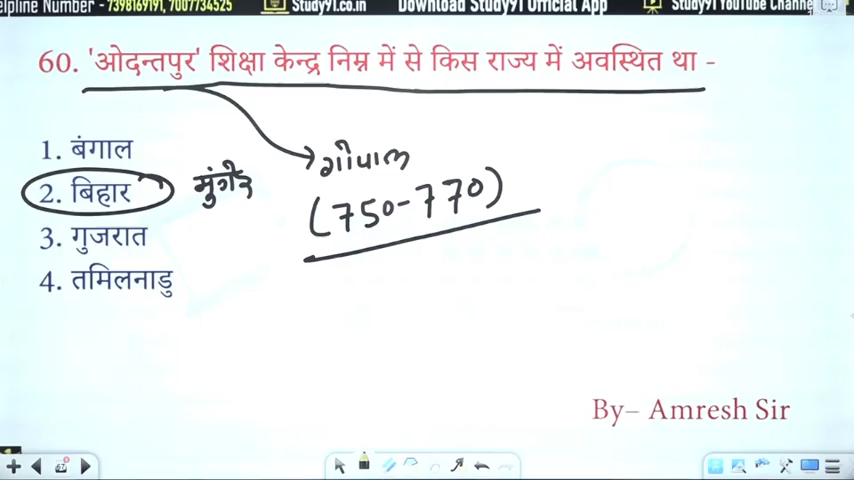 elpline Number - 7398169191, 7007734525 Study91.co.in Download Study91 Official App Study91 YouTube Channe
60. 'ओदन्तपुर' शिक्षा केन्द्र निम्न में से किस राज्य में अवस्थित था -
1. बंगाल
गोपाल
2. बिहार मुंगेर
(750-770)
3. गुजरात
4. तमिलनाडु
By– Amresh Sir